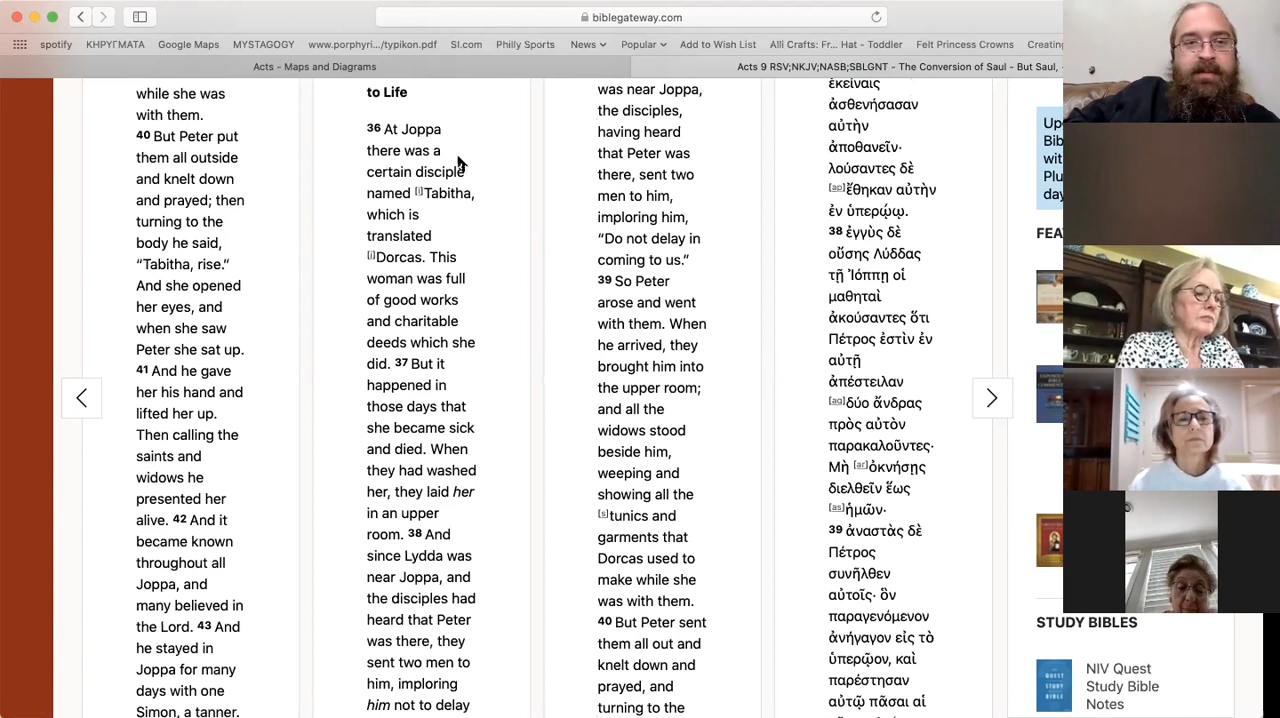 biblegateway.com
spotify
ΚΗΡΥΓΜΑΤΑ
Google Maps
MYSTAGOGY
www.porphyri.../typikon.pdf
SI.com
Philly Sports
News
Popular
Add to Wish List
Alli Crafts: Fr... Hat - Toddler
Felt Princess Crowns
Creating
Acts - Maps and Diagrams
Acts 9 RSV;NKJV;NASB;SBLGNT - The Conversion of Saul - But Saul,
while she was
with them.
40 But Peter put
them all outside
and knelt down
and prayed; then
turning to the
body he said,
“Tabitha, rise.”
And she opened
her eyes, and
when she saw
Peter she sat up.
41 And he gave
her his hand and
lifted her up.
Then calling the
saints and
widows he
presented her
alive. 42 And it
became known
throughout all
Joppa, and
many believed in
the Lord. 43 And
he stayed in
Joppa for many
days with one
Simon, a tanner.
to Life
36 At Joppa
there was a
certain disciple
named [i]Tabitha,
which is
translated
[j]Dorcas. This
woman was full
of good works
and charitable
deeds which she
did. 37 But it
happened in
those days that
she became sick
and died. When
they had washed
her, they laid her
in an upper
room. 38 And
since Lydda was
near Joppa, and
the disciples had
heard that Peter
was there, they
sent two men to
him, imploring
him not to delay
was near Joppa,
the disciples,
having heard
that Peter was
there, sent two
men to him,
imploring him,
“Do not delay in
coming to us.”
39 So Peter
arose and went
with them. When
he arrived, they
brought him into
the upper room;
and all the
widows stood
beside him,
weeping and
showing all the
[s]tunics and
garments that
Dorcas used to
make while she
was with them.
40 But Peter sent
them all out and
knelt down and
prayed, and
turning to the
ἐκείναις
ἀσθενήσασαν
αὐτὴν
ἀποθανεῖν·
λούσαντες δὲ
[ap]ἔθηκαν αὐτὴν
ἐν ὑπερῴῳ.
38 ἐγγὺς δὲ
οὔσης Λύδδας
τῇ Ἰόππῃ οἱ
μαθηταὶ
ἀκούσαντες ὅτι
Πέτρος ἐστὶν ἐν
αὐτῇ
ἀπέστειλαν
[aq]δύο ἄνδρας
πρὸς αὐτὸν
παρακαλοῦντες·
Μὴ [ar]ὀκνήσῃς
διελθεῖν ἕως
[as]ἡμῶν·
39 ἀναστὰς δὲ
Πέτρος
συνῆλθεν
αὐτοῖς· ὃν
παραγενόμενον
ἀνήγαγον εἰς τὸ
ὑπερῷον, καὶ
παρέστησαν
αὐτῷ πᾶσαι αἱ
STUDY BIBLES
NIV Quest
Study Bible
Notes